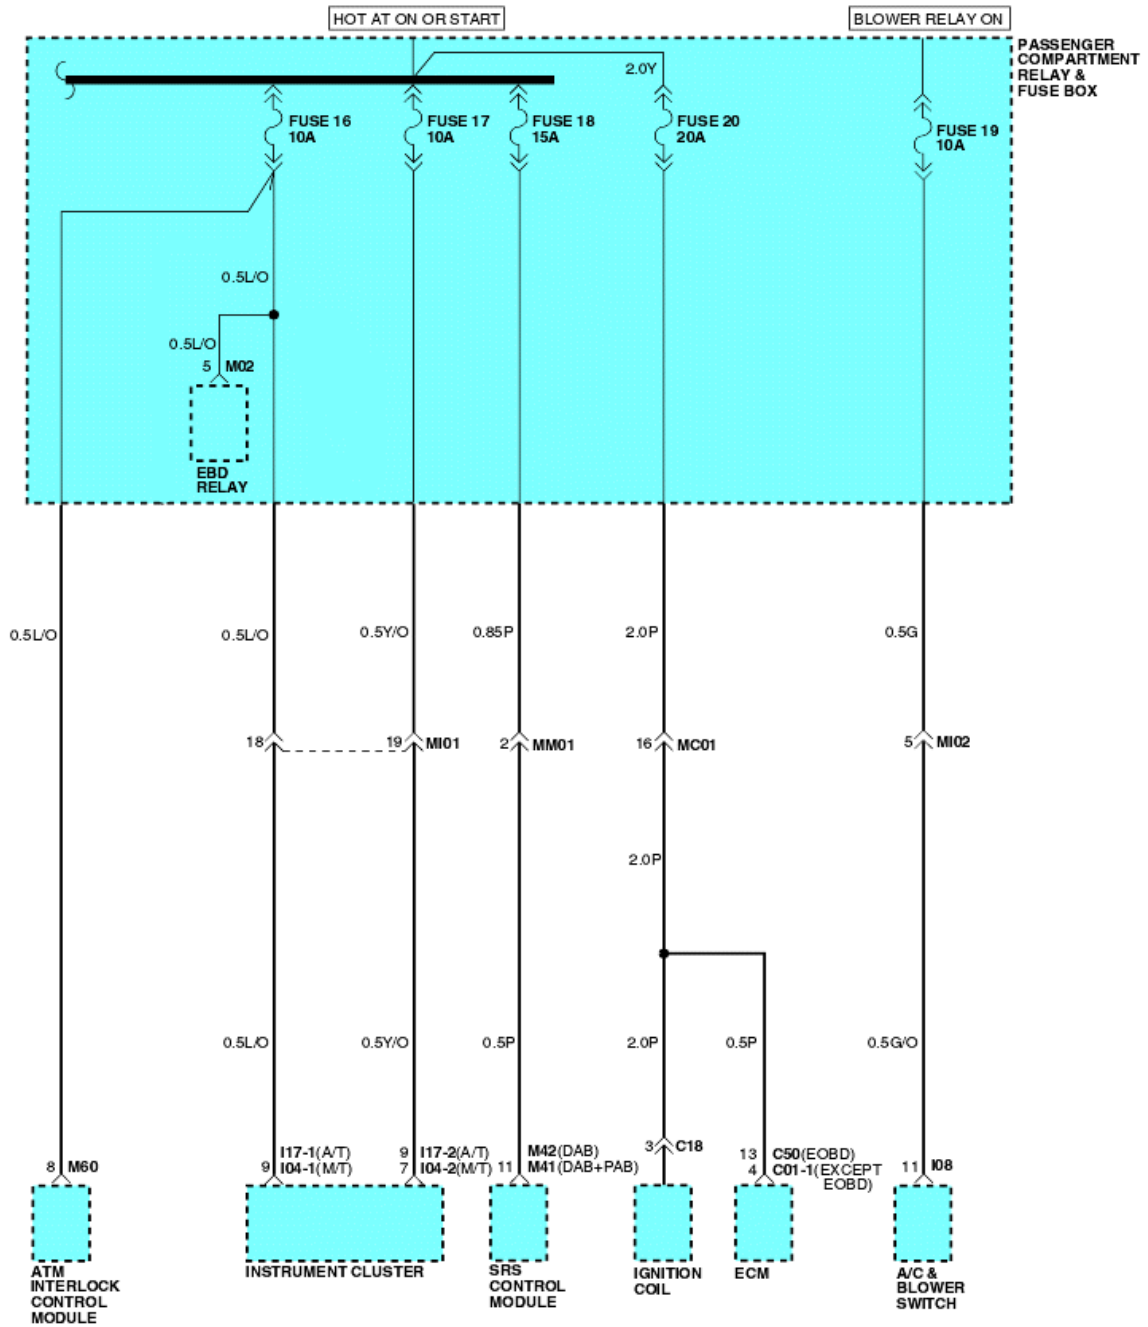 HOT AT ON OR START
BLOWER RELAY ON
PASSENGER
COMPARTMENT
RELAY &
FUSE BOX
2.0Y
FUSE 16
10A
FUSE 17
10A
FUSE 18
15A
FUSE 20
20A
FUSE 19
10A
0.5L/O
0.5L/O
5 M02
EBD
RELAY
0.5L/O
0.5L/O
0.5Y/O
0.85P
2.0P
0.5G
18
19 MI01
2 MM01
16 MC01
5 MI02
2.0P
0.5L/O
0.5Y/O
0.5P
2.0P
0.5P
0.5G/O
8 M60
I17-1(A/T)
9 I04-1(M/T)
9 I17-2(A/T)
7 I04-2(M/T)
M42(DAB)
11 M41(DAB+PAB)
3 C18
13 C50(EOBD)
4 C01-1(EXCEPT
EOBD)
11 I08
ATM
INTERLOCK
CONTROL
MODULE
INSTRUMENT CLUSTER
SRS
CONTROL
MODULE
IGNITION
COIL
ECM
A/C &
BLOWER
SWITCH